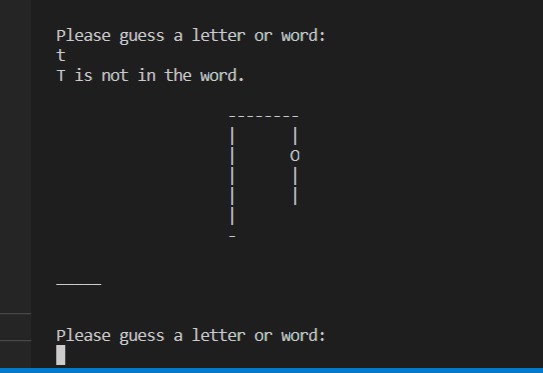 Please guess a letter or word:
t
T is not in the word.
--------
|      |
|      O
|      |
|      |
|
-
_____
Please guess a letter or word: